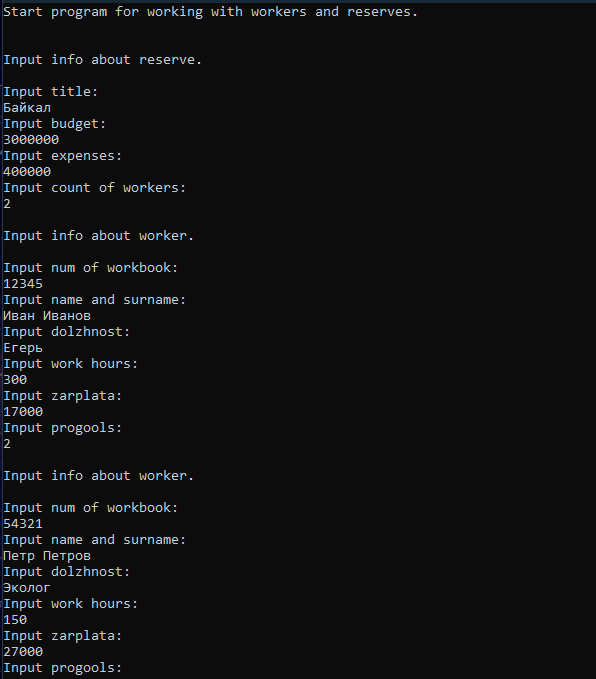 Start program for working with workers and reserves.
Input info about reserve.
Input title:
Байкал
Input budget:
3000000
Input expenses:
400000
Input count of workers:
2
Input info about worker.
Input num of workbook:
12345
Input name and surname:
Иван Иванов
Input dolzhnost:
Егерь
Input work hours:
300
Input zarplata:
17000
Input progools:
2
Input info about worker.
Input num of workbook:
54321
Input name and surname:
Петр Петров
Input dolzhnost:
Эколог
Input work hours:
150
Input zarplata:
27000
Input progools: